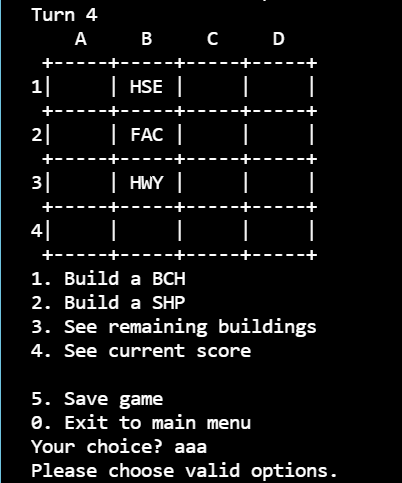 Turn 4
     A     B     C     D
 +-----+-----+-----+-----+
1|     | HSE |     |     |
 +-----+-----+-----+-----+
2|     | FAC |     |     |
 +-----+-----+-----+-----+
3|     | HWY |     |     |
 +-----+-----+-----+-----+
4|     |     |     |     |
 +-----+-----+-----+-----+
1. Build a BCH
2. Build a SHP
3. See remaining buildings
4. See current score

5. Save game
0. Exit to main menu
Your choice? aaa
Please choose valid options.